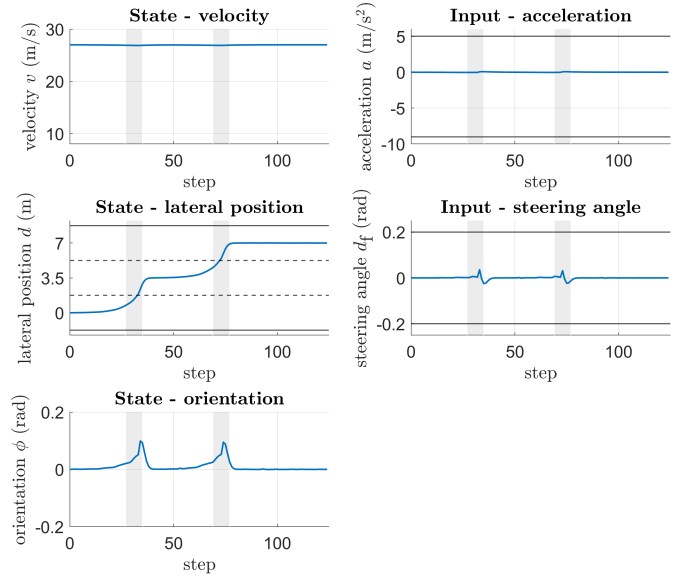 State - velocity
velocity v (m/s)
30
20
10
0
50
100
step
Input - acceleration
acceleration a (m/s²)
5
0
-5
-10
0
50
100
step
State - lateral position
lateral position d (m)
7
3.5
0
0
50
100
step
Input - steering angle
steering angle d_f (rad)
0.2
0
-0.2
0
50
100
step
State - orientation
orientation ϕ (rad)
0.2
0
-0.2
0
50
100
step